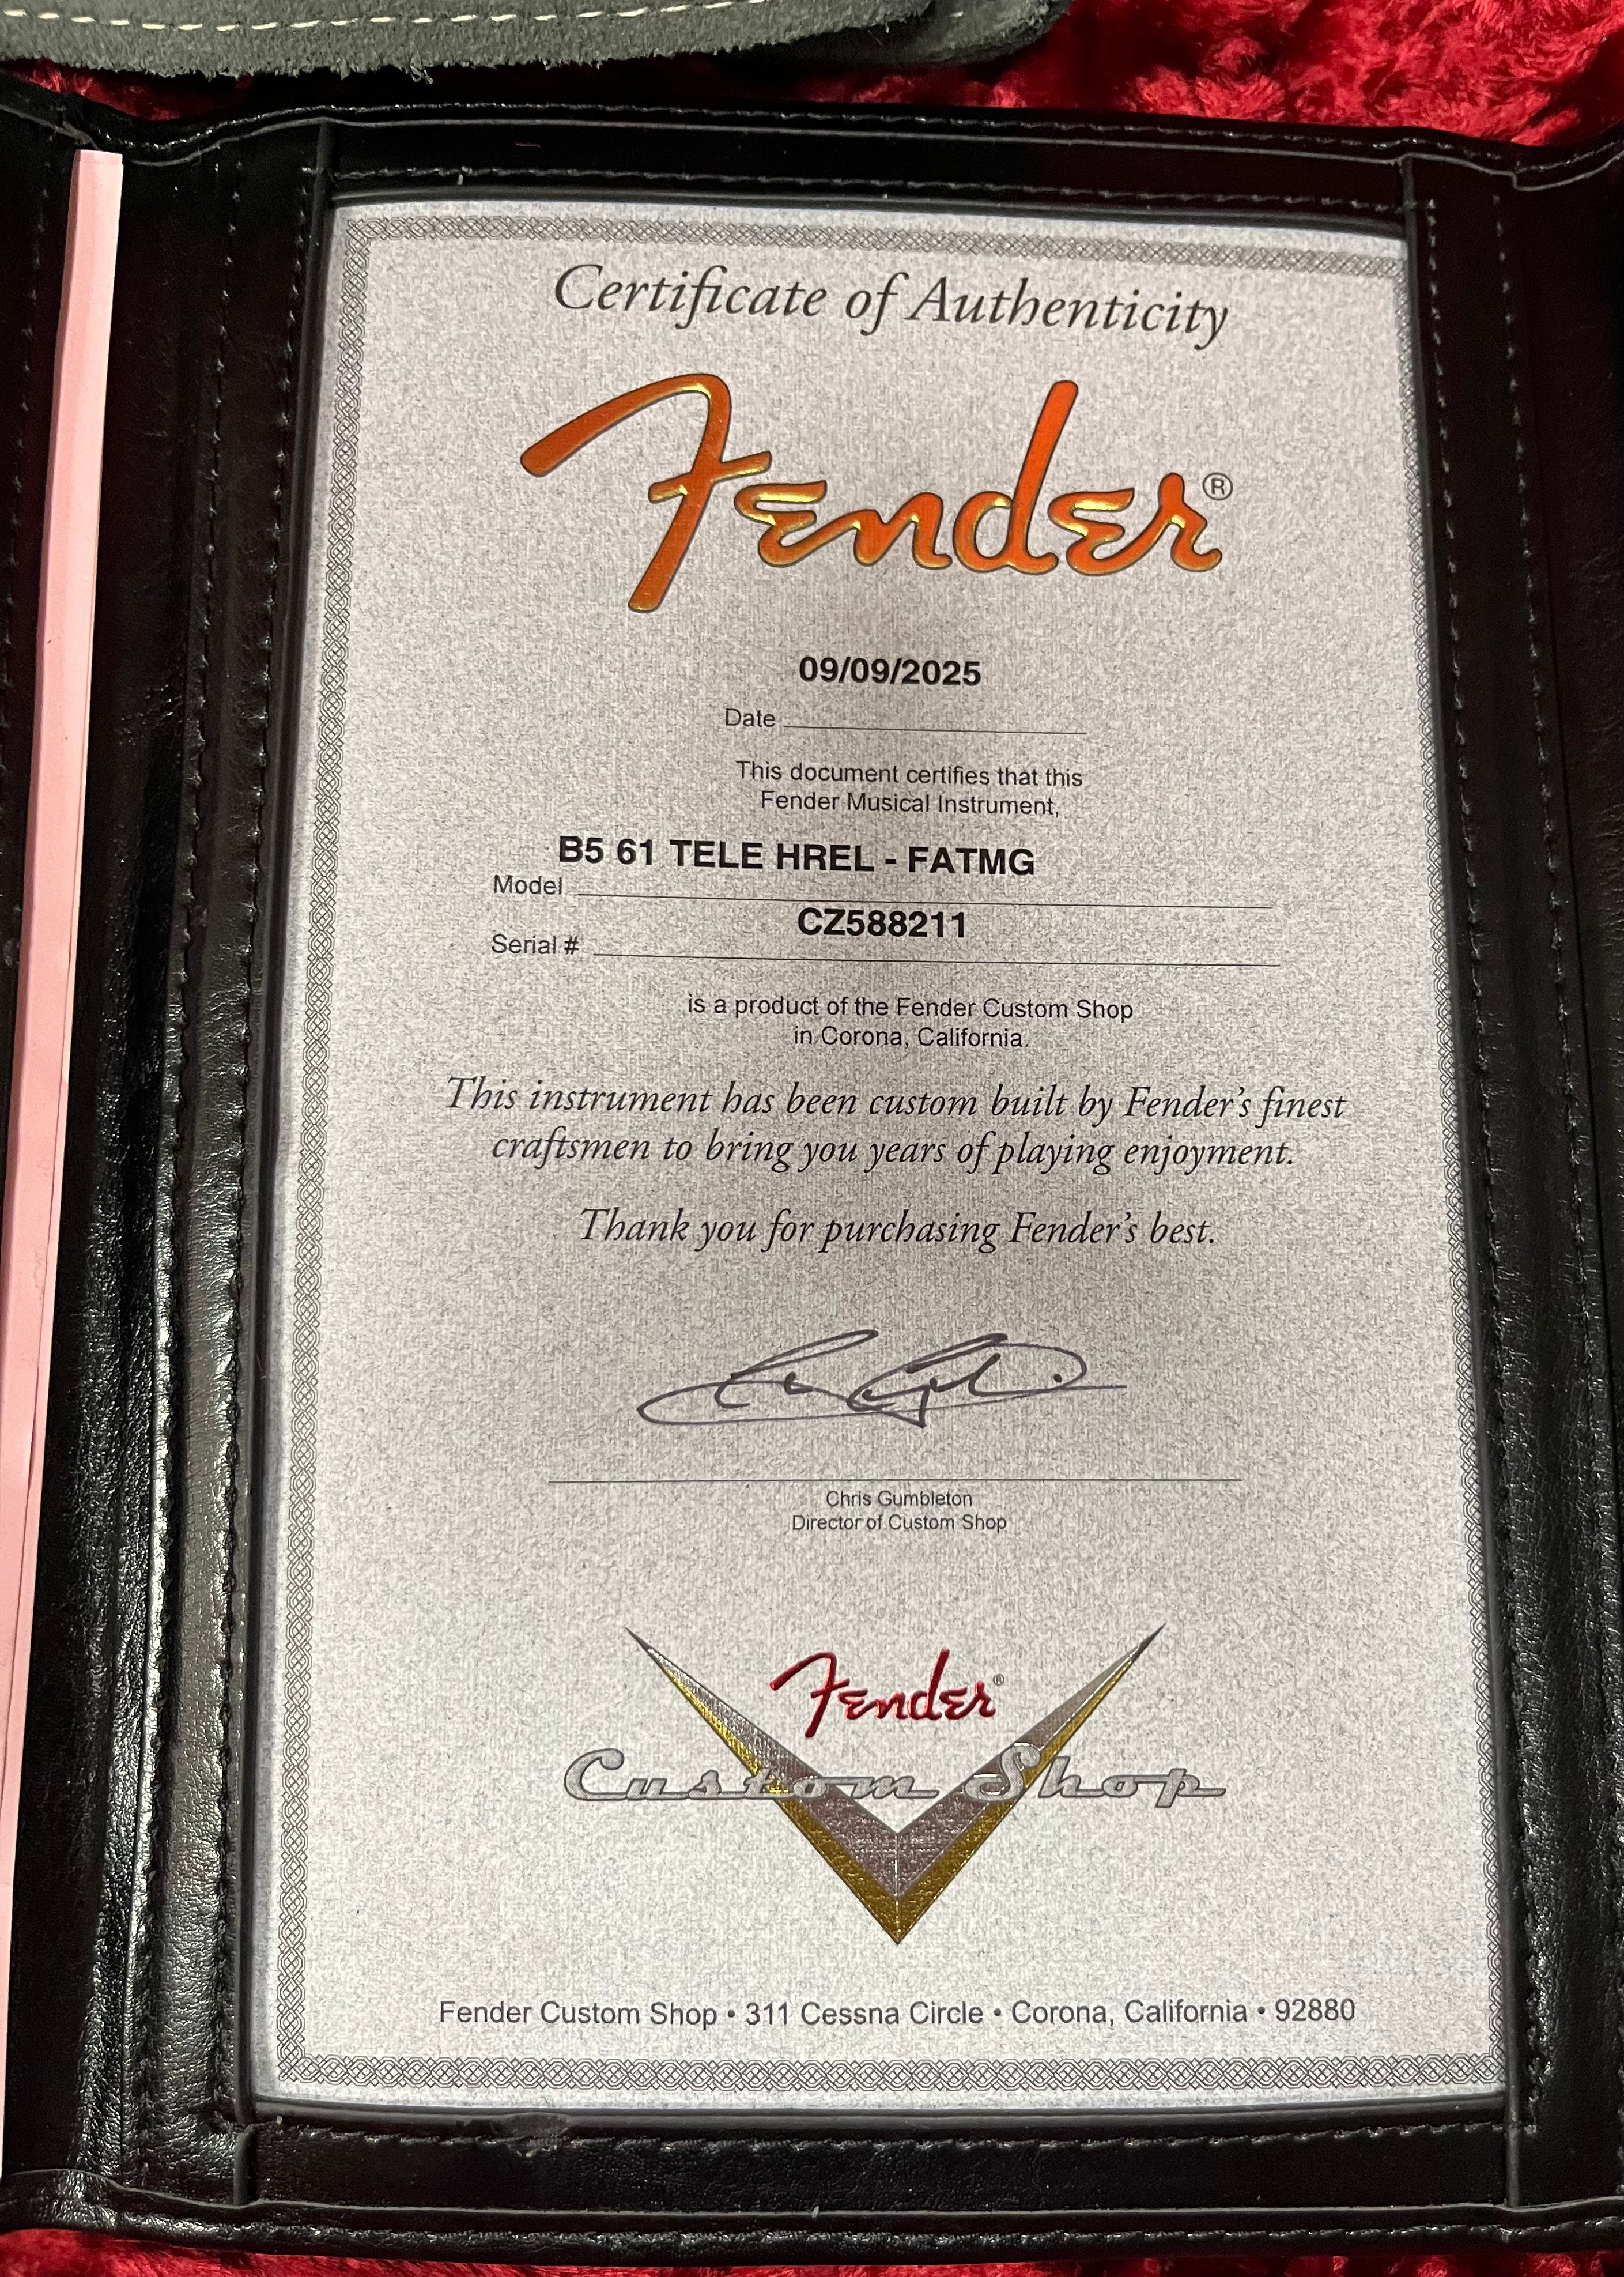 Certificate of Authenticity
Fender®
09/09/2025
Date
This document certifies that this
Fender Musical Instrument,
B5 61 TELE HREL - FATMG
Model
CZ588211
Serial #
is a product of the Fender Custom Shop
in Corona, California.
This instrument has been custom built by Fender's finest
craftsmen to bring you years of playing enjoyment.
Thank you for purchasing Fender's best.
Chris Gumbleton
Director of Custom Shop
Fender®
Custom Shop
Fender Custom Shop • 311 Cessna Circle • Corona, California • 92880